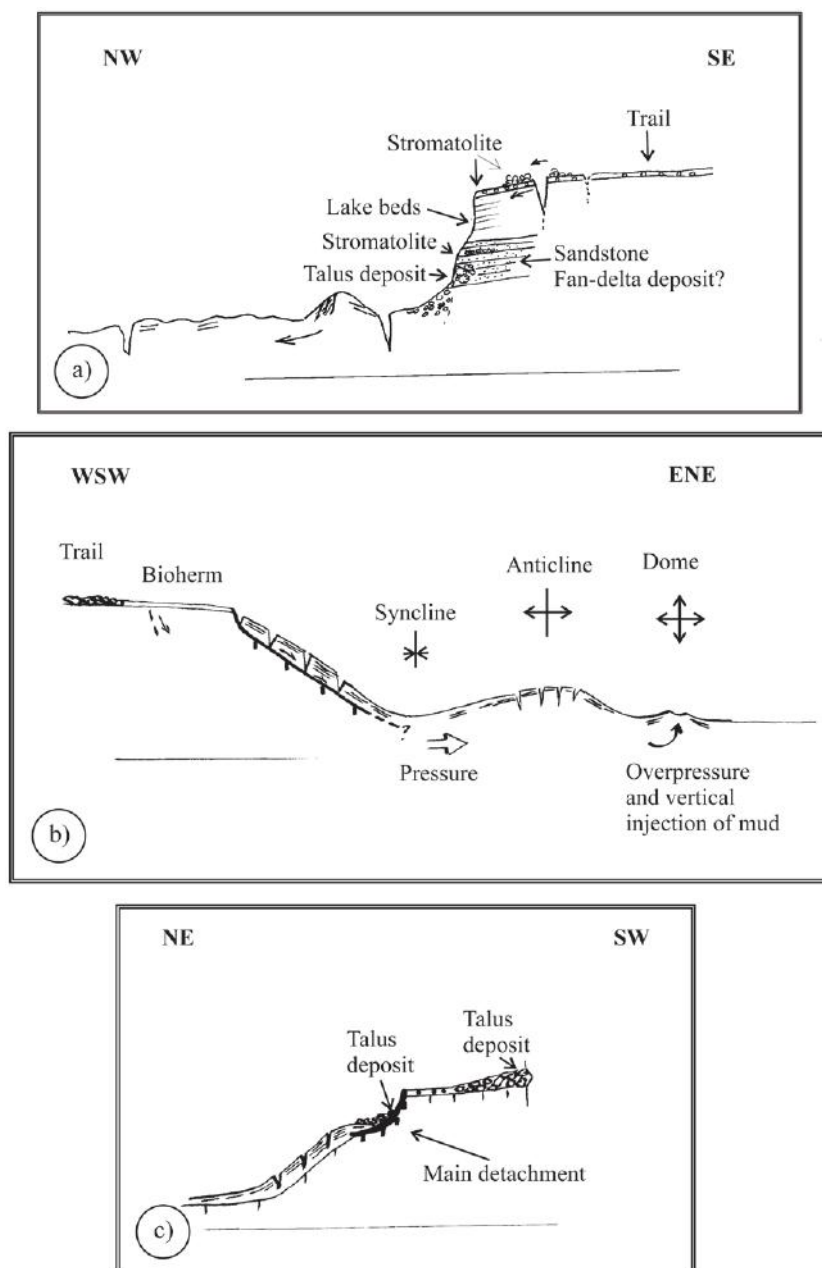 NW
SE
Trail
Stromatolite
Lake beds
Stromatolite
Talus deposit
Sandstone
Fan-delta deposit?
a)
WSW
ENE
Trail
Bioherm
Syncline
Anticline
Dome
?
Pressure
Overpressure
and vertical
injection of mud
b)
NE
SW
Talus
deposit
Talus
deposit
Main detachment
c)